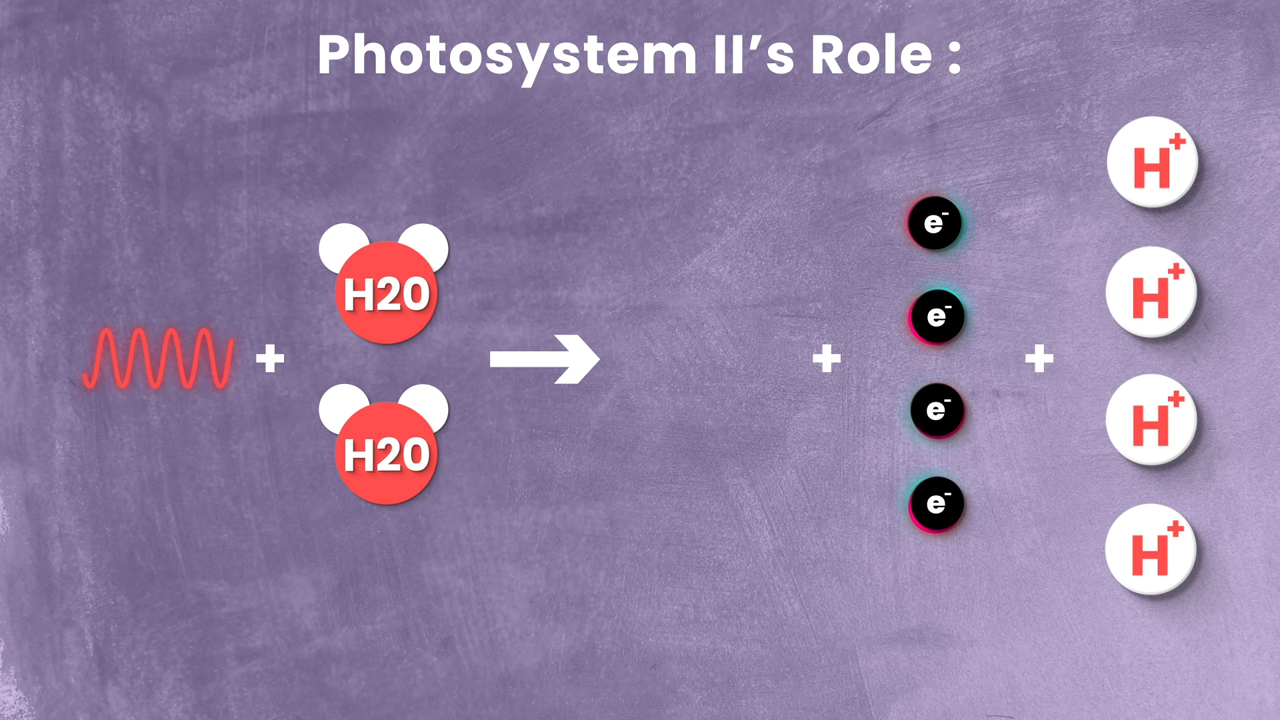 Photosystem II’s Role :
H20
+
H20
+
e-
e-
e-
e-
+
H+
H+
H+
H+